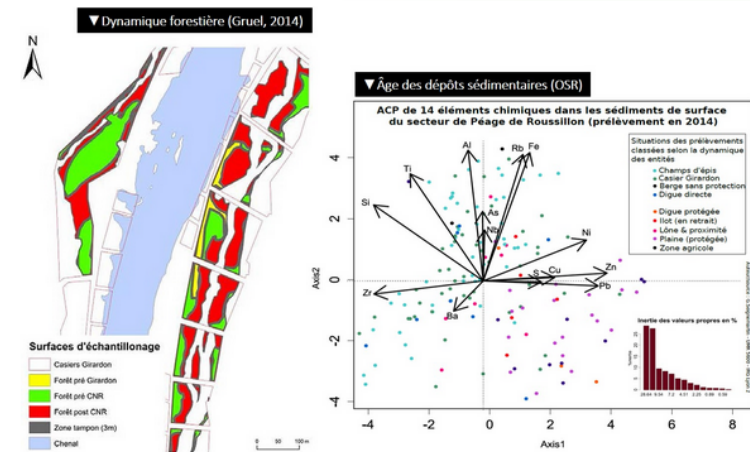 ▼Dynamique forestière (Gruel, 2014)
N
Surfaces d'échantillonage
Casiers Girardon
Forêt pré Girardon
Forêt pré CNR
Forêt post CNR
Zone tampon (3m)
Chenal
0 50 100 m
▼Âge des dépôts sédimentaires (OSR)
ACP de 14 éléments chimiques dans les sédiments de surface
du secteur de Péage de Roussillon (prélèvement en 2014)
Situations des prélèvements
classées selon la dynamique
des entités
Champs d'épis
Casier Girardon
Berge sans protection
Digue directe
Digue protégée
Ilot (en retrait)
Lône & proximité
Plaine (protégée)
Zone agricole
Al
Rb
Fe
Ti
Si
As
Nb
Ni
S
Cu
Zn
Pb
Zr
Ba
Axis2
4
2
0
-2
-4
-4
-2
0
2
4
6
8
Axis1
Inertie des valeurs propres en %